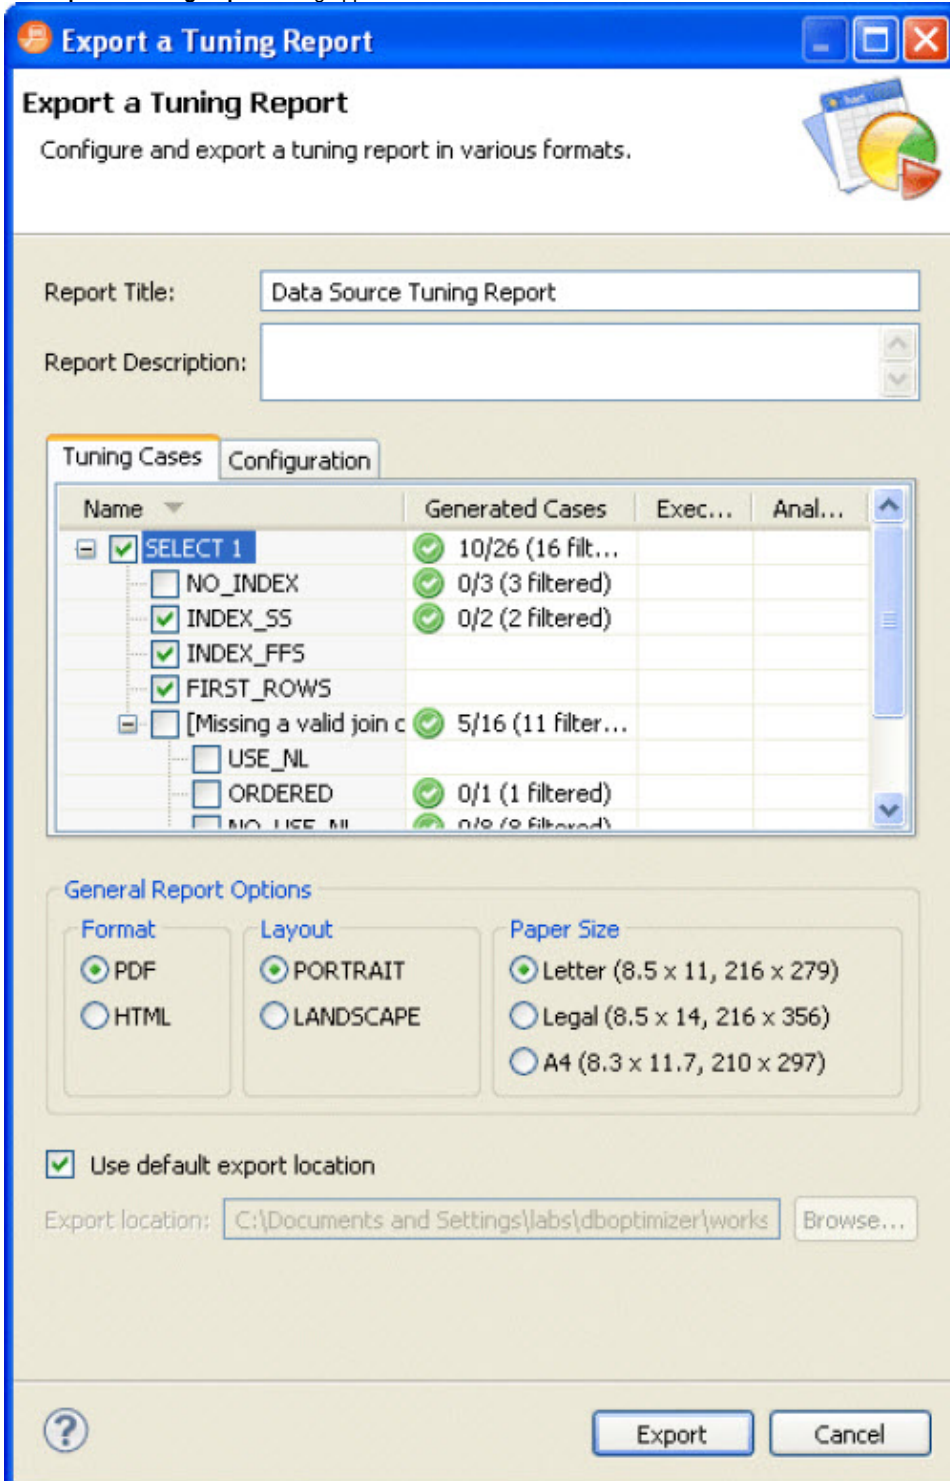 Export a Tuning Report
Export a Tuning Report
Configure and export a tuning report in various formats.
Report Title: Data Source Tuning Report
Report Description:
Tuning Cases Configuration
Name Generated Cases Exec... Anal...
SELECT 1 10/26 (16 filt...
NO_INDEX 0/3 (3 filtered)
INDEX_SS 0/2 (2 filtered)
INDEX_FFS
FIRST_ROWS
[Missing a valid join c 5/16 (11 filter...
USE_NL
ORDERED 0/1 (1 filtered)
NO_USE_NL 0/8 (8 filtered)
General Report Options
Format Layout Paper Size
PDF PORTRAIT Letter (8.5 x 11, 216 x 279)
HTML LANDSCAPE Legal (8.5 x 14, 216 x 356)
A4 (8.3 x 11.7, 210 x 297)
Use default export location
Export location: C:\Documents and Settings\labs\dboptimizer\works Browse...
Export Cancel